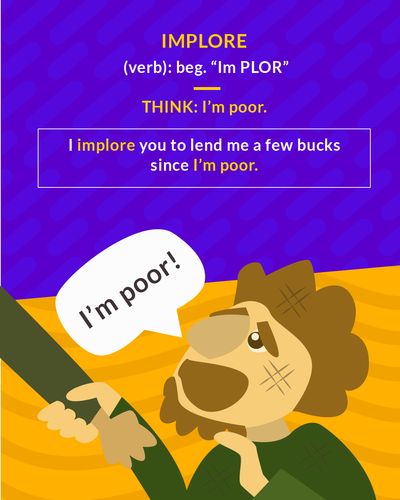 IMPLORE
(verb): beg. “Im PLOR”
THINK: I’m poor.
I implore you to lend me a few bucks
since I’m poor.
I’m poor!